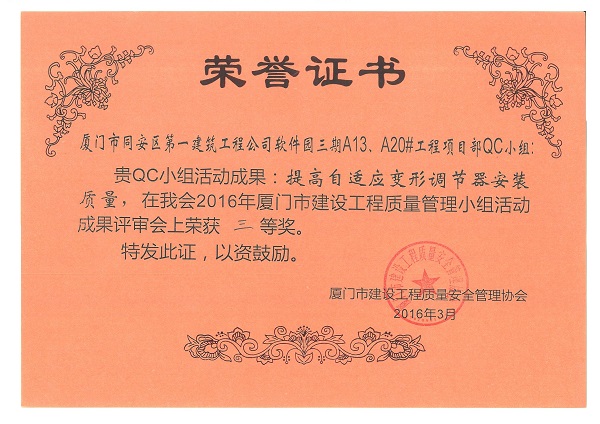 荣誉证书
厦门市同安区第一建筑工程公司软件园三期A13、A20#工程项目部QC小组:
贵QC小组活动成果：提高自适应变形调节器安装
质量，在我会2016年厦门市建设工程质量管理小组活动
成果评审会上荣获 三 等奖。
特发此证，以资鼓励。
厦门市建设工程质量安全管理协会
2016年3月